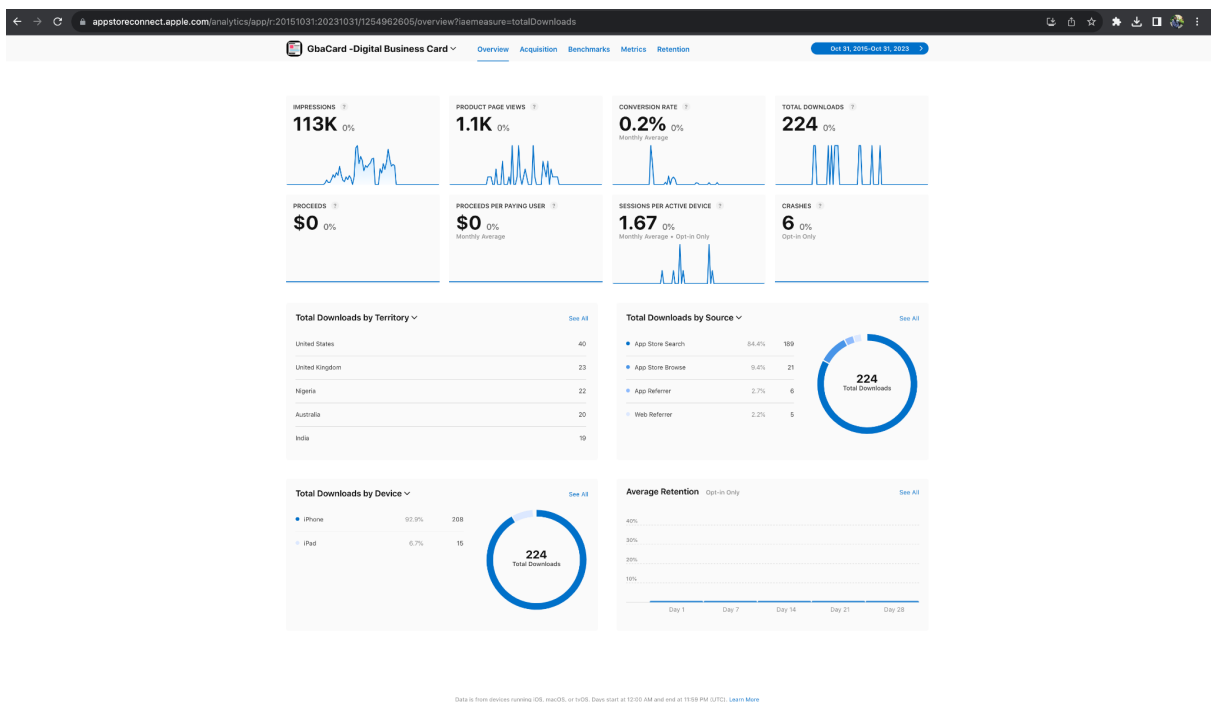 appstoreconnect.apple.com/analytics/app/r:20151031:20231031/1254962605/overview?iaemeasure=totalDownloads
GbaCard -Digital Business Card
Overview Acquisition Benchmarks Metrics Retention
Oct 31, 2015-Oct 31, 2023
IMPRESSIONS ?
113K 0%
PRODUCT PAGE VIEWS ?
1.1K 0%
CONVERSION RATE ?
0.2% 0%
Monthly Average
TOTAL DOWNLOADS ?
224 0%
PROCEEDS ?
$0 0%
PROCEEDS PER PAYING USER ?
$0 0%
Monthly Average
SESSIONS PER ACTIVE DEVICE ?
1.67 0%
Monthly Average • Opt-in Only
CRASHES ?
6 0%
Opt-in Only
Total Downloads by Territory See All
United States 40
United Kingdom 23
Nigeria 22
Australia 20
India 19
Total Downloads by Source See All
App Store Search 84.4% 189
App Store Browse 9.4% 21
App Referrer 2.7% 6
Web Referrer 2.2% 5
224
Total Downloads
Total Downloads by Device See All
iPhone 92.9% 208
iPad 6.7% 15
224
Total Downloads
Average Retention Opt-in Only See All
40%
30%
20%
10%
Day 1 Day 7 Day 14 Day 21 Day 28
Data is from devices running iOS, macOS, or tvOS. Days start at 12:00 AM and end at 11:59 PM (UTC). Learn More